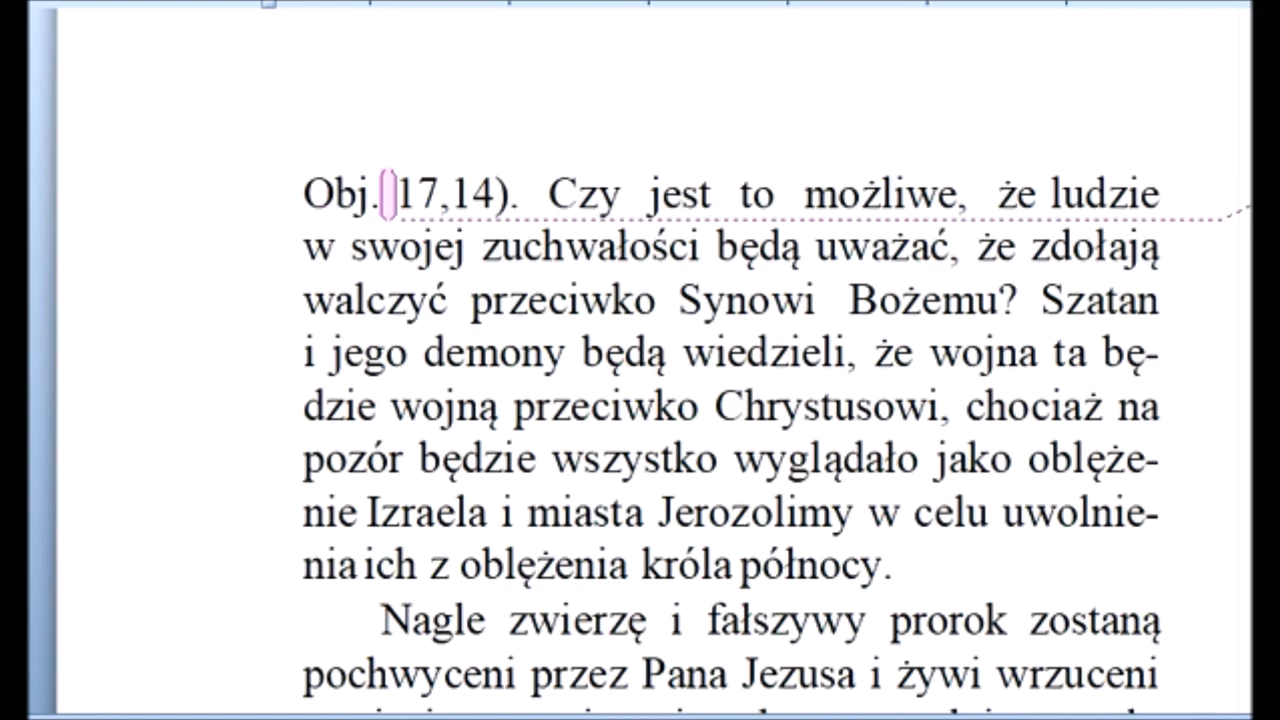 Obj. 17,14). Czy jest to możliwe, że ludzie
w swojej zuchwałości będą uważać, że zdołają
walczyć przeciwko Synowi Bożemu? Szatan
i jego demony będą wiedzieli, że wojna ta bę-
dzie wojną przeciwko Chrystusowi, chociaż na
pozór będzie wszystko wyglądało jako oblęże-
nie Izraela i miasta Jerozolimy w celu uwolnie-
nia ich z oblężenia króla północy.
Nagle zwierzę i fałszywy prorok zostaną
pochwyceni przez Pana Jezusa i żywi wrzuceni